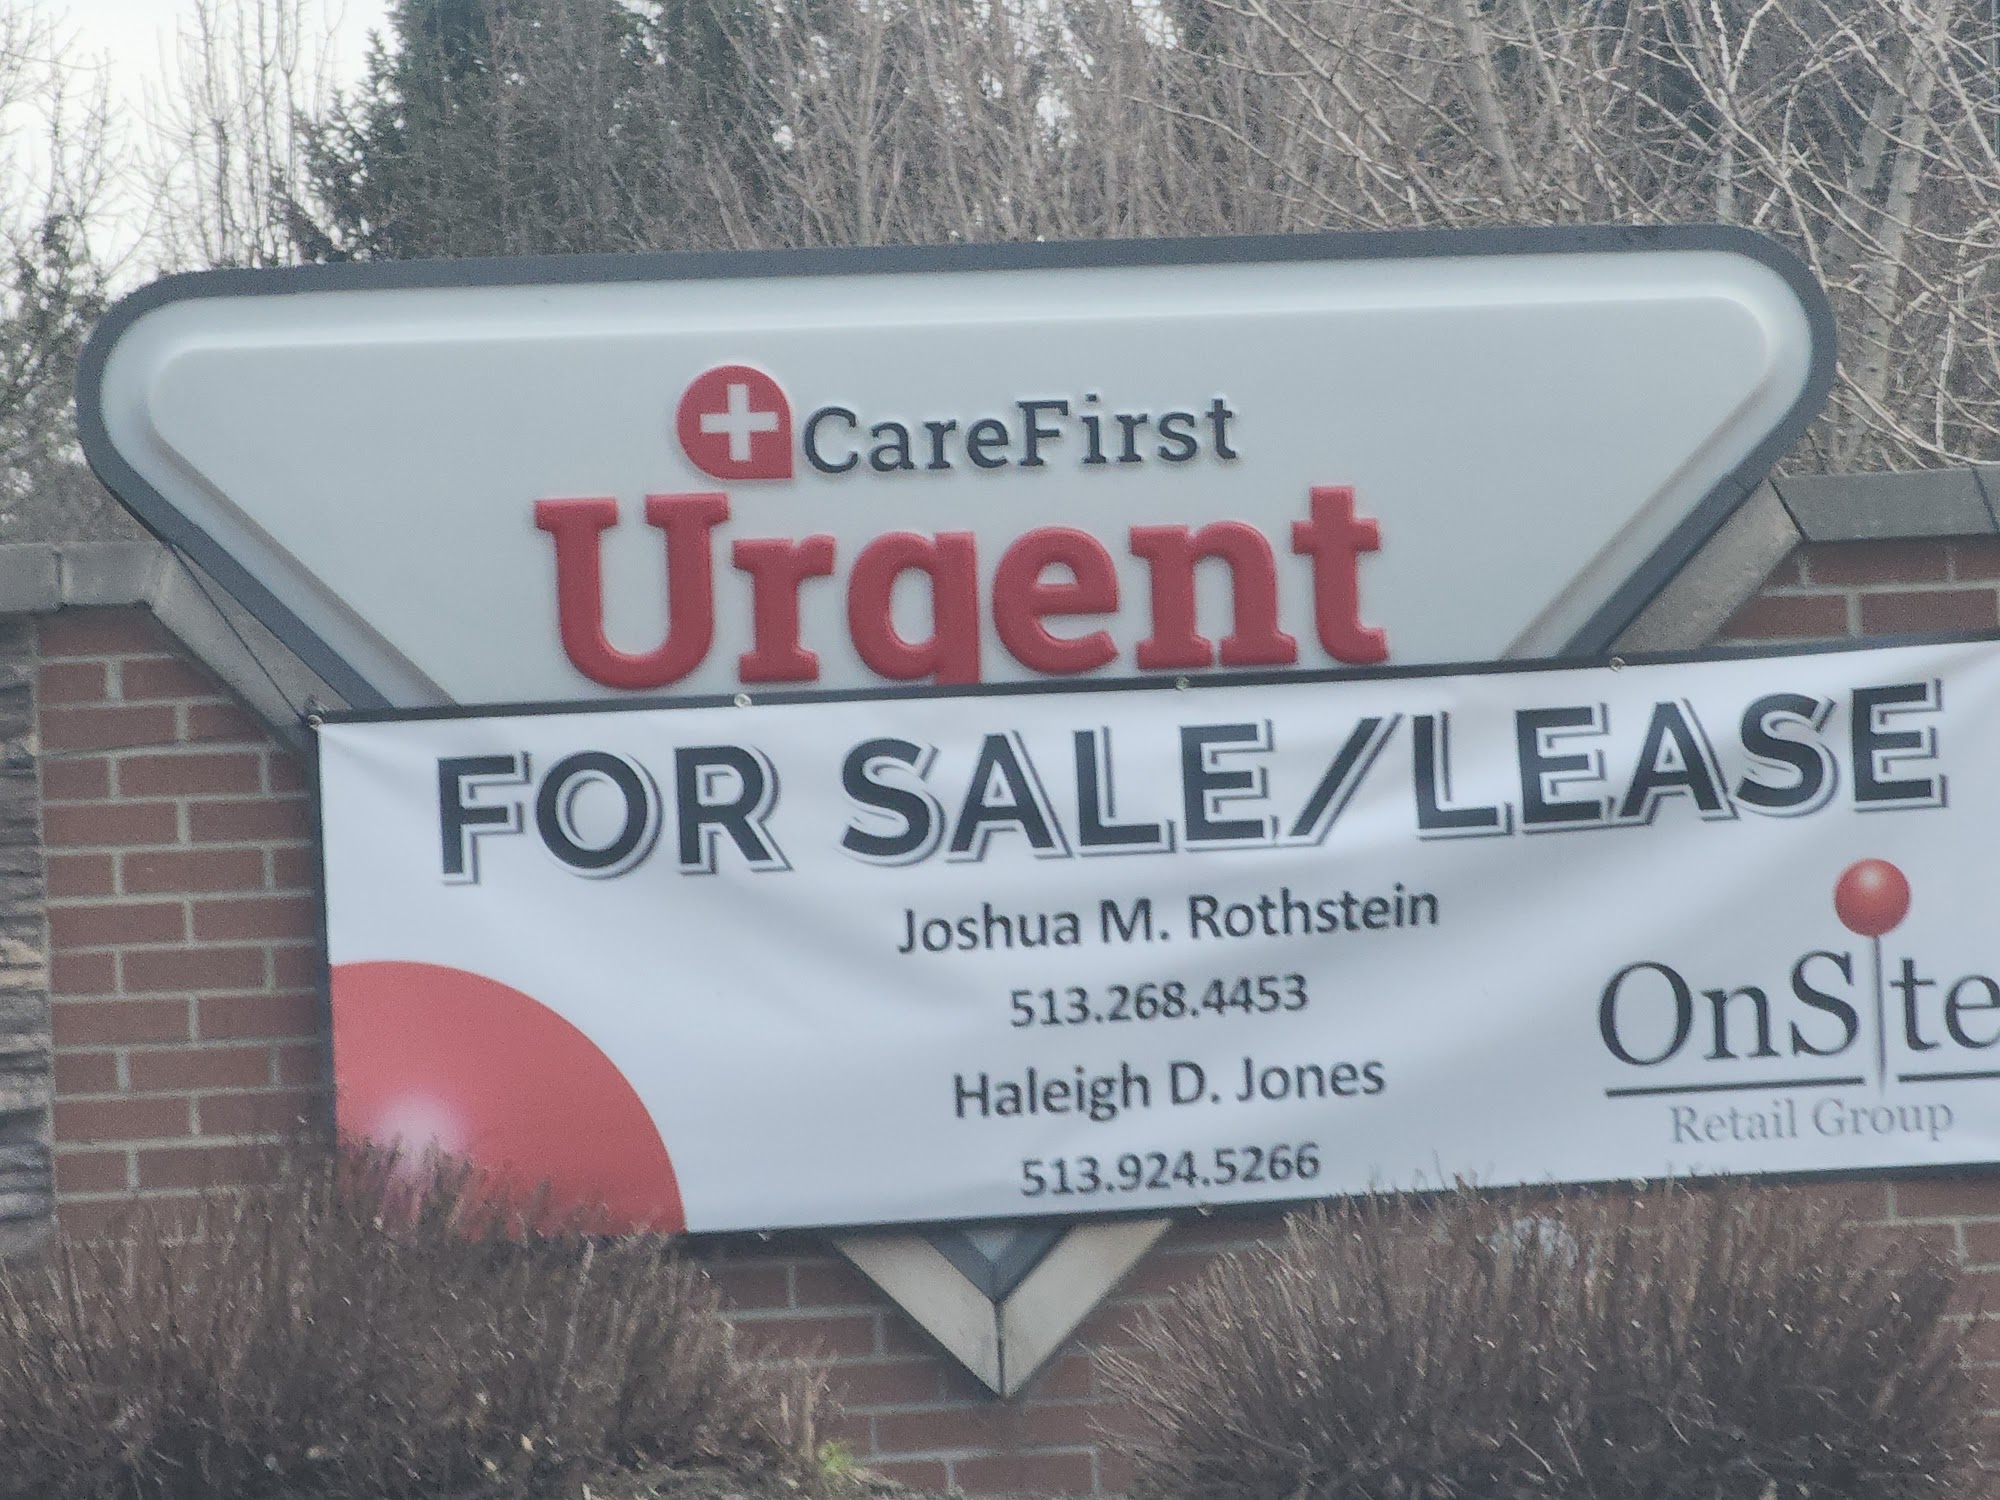 CareFirst
Urgent
FOR SALE/LEASE
Joshua M. Rothstein
513.268.4453
Haleigh D. Jones
513.924.5266
OnSite
Retail Group